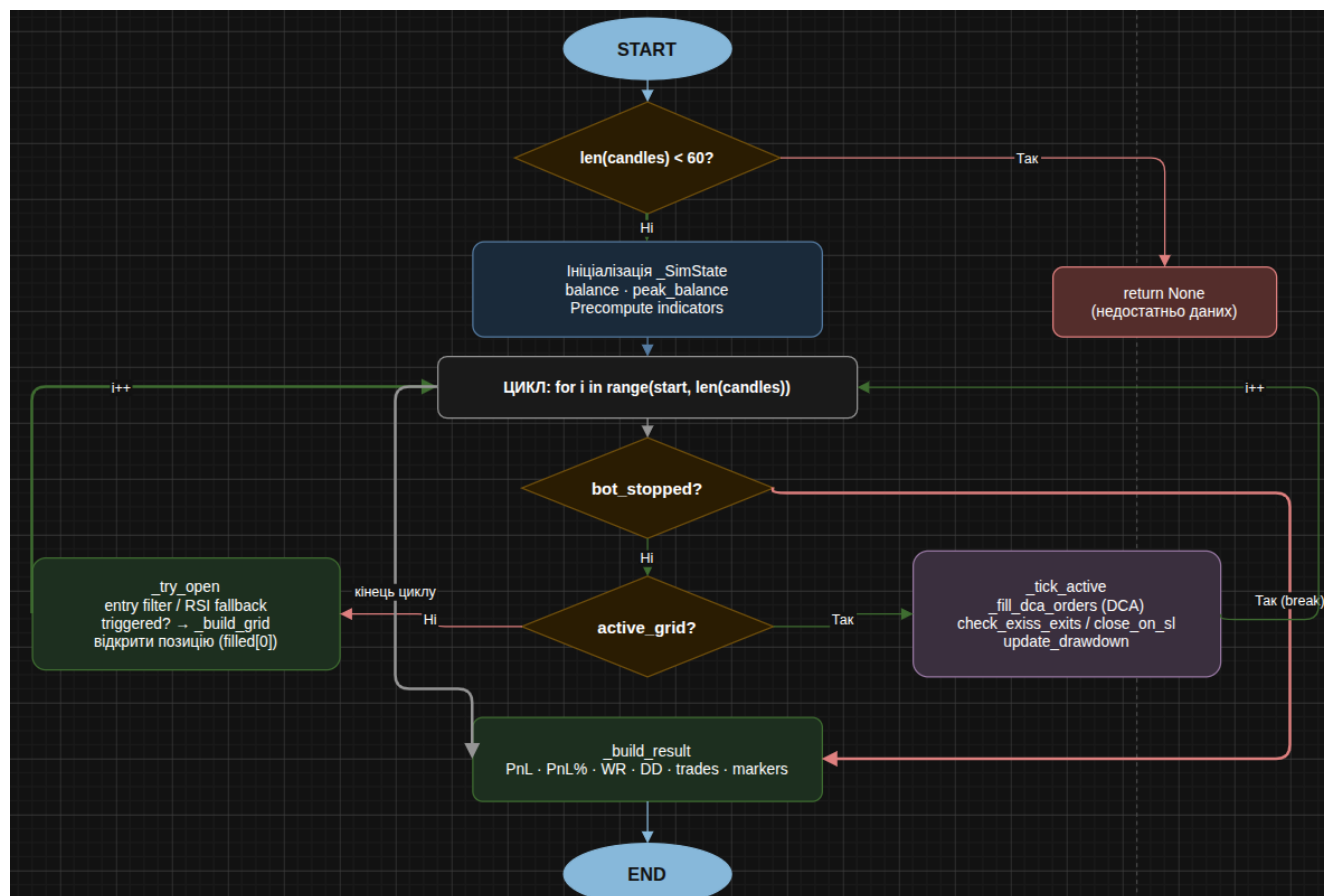 START
len(candles) < 60?
Так
Ні
Ініціалізація _SimState
balance · peak_balance
Precompute indicators
return None
(недостатньо даних)
i++
ЦИКЛ: for i in range(start, len(candles))
i++
bot_stopped?
Ні
_try_open
entry filter / RSI fallback
triggered? → _build_grid
відкрити позицію (filled[0])
кінець циклу
Ні
active_grid?
Так
_tick_active
_fill_dca_orders (DCA)
check_exiss_exits / close_on_sl
update_drawdown
Так (break)
_build_result
PnL · PnL% · WR · DD · trades · markers
END